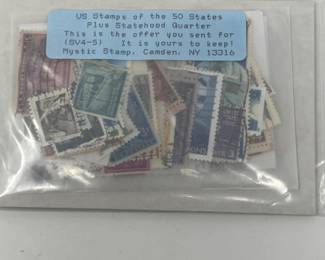 US Stamps of the 50 States
Plus Statehood Quarter
This is the offer you sent for
(SV4-5) It is yours to keep!
Mystic Stamp, Camden, NY 13316